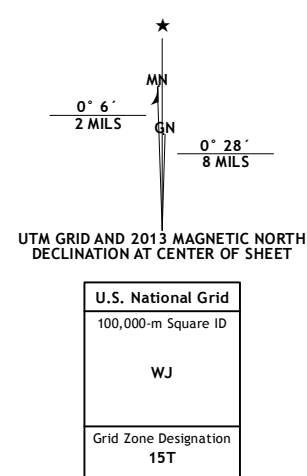 ★
MN
0° 6´
2 MILS
GN
0° 28´
8 MILS
UTM GRID AND 2013 MAGNETIC NORTH
DECLINATION AT CENTER OF SHEET
U.S. National Grid
100,000-m Square ID
WJ
Grid Zone Designation
15T